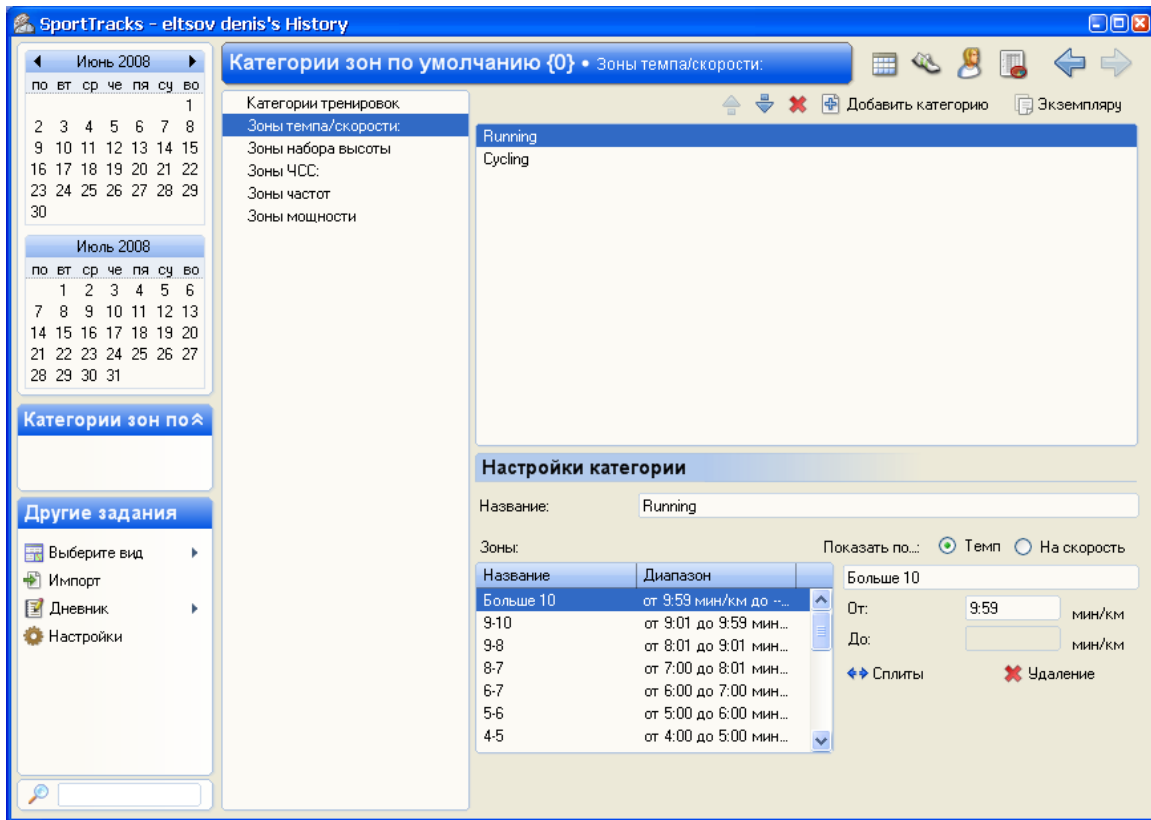 SportTracks - eltsov denis's History
Июнь 2008
по вт ср че пя су во
1
2 3 4 5 6 7 8
9 10 11 12 13 14 15
16 17 18 19 20 21 22
23 24 25 26 27 28 29
30
Июль 2008
по вт ср че пя су во
1 2 3 4 5 6
7 8 9 10 11 12 13
14 15 16 17 18 19 20
21 22 23 24 25 26 27
28 29 30 31
Категории зон по
Другие задания
Выберите вид
Импорт
Дневник
Настройки
Категории зон по умолчанию {0} • Зоны темпа/скорости:
Категории тренировок
Зоны темпа/скорости:
Зоны набора высоты
Зоны ЧСС:
Зоны частот
Зоны мощности
Добавить категорию Экземпляру
Running
Cycling
Настройки категории
Название: Running
Зоны: Показать по...: Темп На скорость
Название Диапазон
Больше 10 от 9:59 мин/км до --...
9-10 от 9:01 до 9:59 мин...
9-8 от 8:01 до 9:01 мин...
8-7 от 7:00 до 8:01 мин...
6-7 от 6:00 до 7:00 мин...
5-6 от 5:00 до 6:00 мин...
4-5 от 4:00 до 5:00 мин...
Больше 10
От: 9:59 мин/км
До: мин/км
Сплиты Удаление